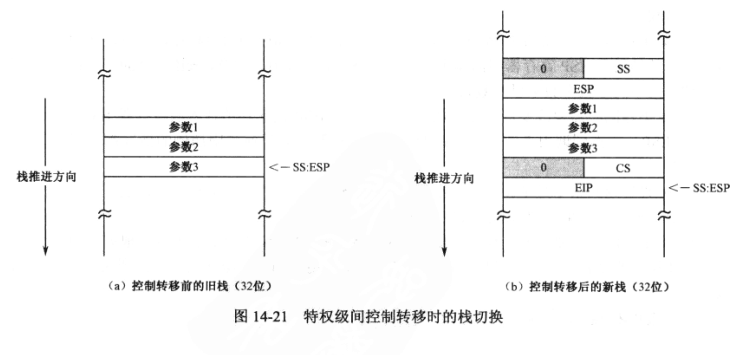 0 SS
ESP
参数1 参数1
参数2 参数2
参数3 <-SS:ESP 参数3
栈推进方向 栈推进方向
0 CS
EIP <-SS:ESP
(a) 控制转移前的旧栈(32位) (b) 控制转移后的新栈(32位)
图 14-21 特权级间控制转移时的栈切换